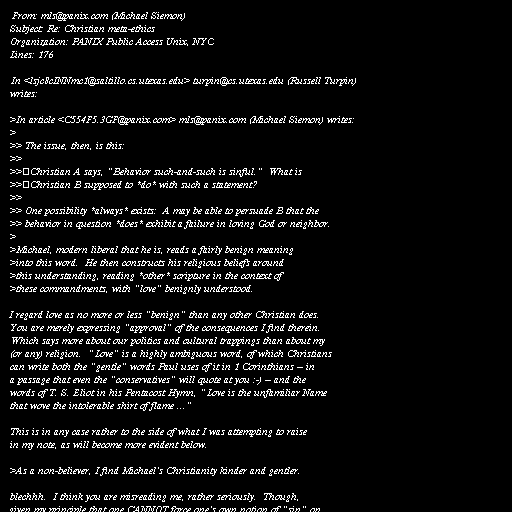 From: mls@panix.com (Michael Siemon)
Subject: Re: Christian meta-ethics
Organization: PANIX Public Access Unix, NYC
Lines: 176

In <lsjc8cINNmc1@saltillo.cs.utexas.edu> turpin@cs.utexas.edu (Russell Turpin)
writes:

>In article <C554F5.3GF@panix.com> mls@panix.com (Michael Siemon) writes:
>
>> The issue, then, is this:
>>
>>▯Christian A says, "Behavior such-and-such is sinful."  What is
>>▯Christian B supposed to *do* with such a statement?
>>
>> One possibility *always* exists:  A may be able to persuade B that the
>> behavior in question *does* exhibit a failure in loving God or neighbor.
>
>Michael, modern liberal that he is, reads a fairly benign meaning
>into this word.  He then constructs his religious beliefs around
>this understanding, reading *other* scripture in the context of
>these commandments, with "love" benignly understood.

I regard love as no more or less "benign" than any other Christian does.
You are merely expressing "approval" of the consequences I find therein.
Which says more about our politics and cultural trappings than about my
(or any) religion.  "Love" is a highly ambiguous word, of which Christians
can write both the "gentle" words Paul uses of it in 1 Corinthians -- in
a passage that even the "conservatives" will quote at you :-) -- and the
words of T. S. Eliot in his Pentacost Hymn, "Love is the unfamiliar Name
that wove the intolerable shirt of flame ..."

This is in any case rather to the side of what I was attempting to raise
in my note, as will become more evident below.

>As a non-believer, I find Michael's Christianity kinder and gentler.

blechhh.  I think you are misreading me, rather seriously.  Though,
given my principle that one CANNOT force one's own notion of "sin" on